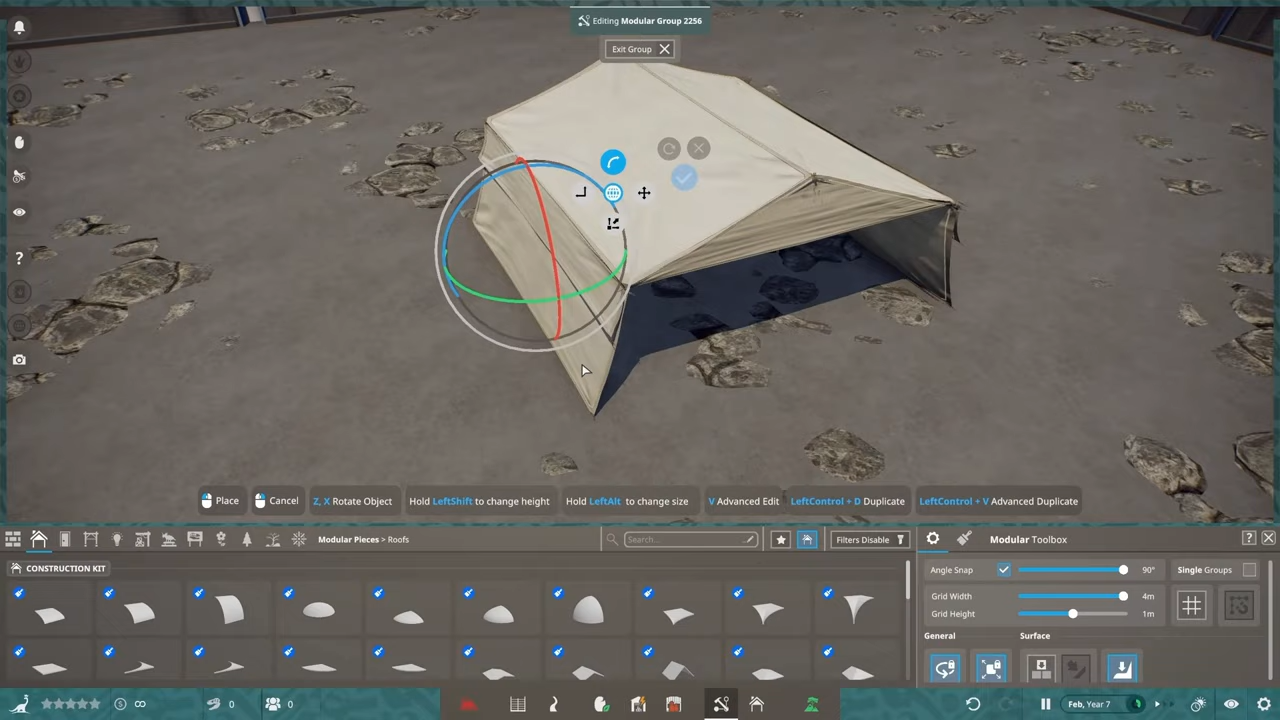 Editing Modular Group 2256
Exit Group
Place
Cancel
Z, X Rotate Object
Hold LeftShift to change height
Hold LeftAlt to change size
V Advanced Edit
LeftControl + D Duplicate
LeftControl + V Advanced Duplicate
Modular Pieces > Roofs
Search...
Filters Disable
Modular Toolbox
?
CONSTRUCTION KIT
Angle Snap
90°
Single Groups
Grid Width
4m
Grid Height
1m
General
Surface
0
0
Feb, Year 7